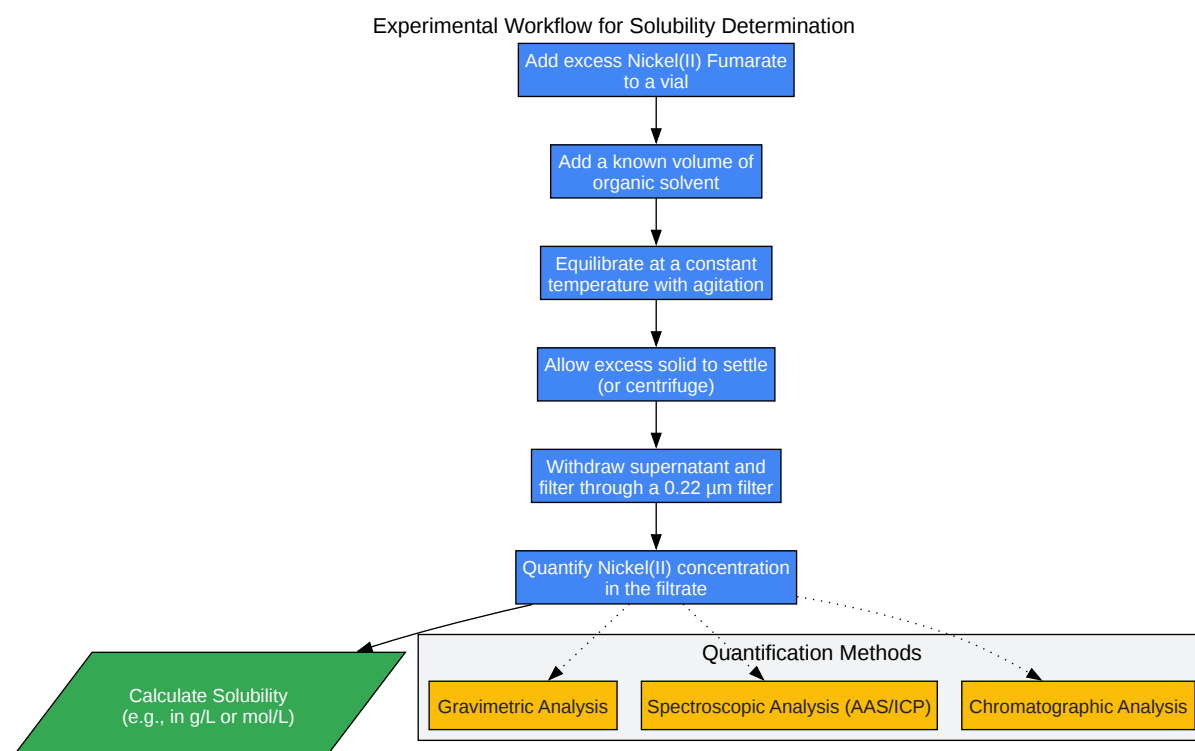 Experimental Workflow for Solubility Determination
Add excess Nickel(II) Fumarate
to a vial
Add a known volume of
organic solvent
Equilibrate at a constant
temperature with agitation
Allow excess solid to settle
(or centrifuge)
Withdraw supernatant and
filter through a 0.22 µm filter
Quantify Nickel(II) concentration
in the filtrate
Calculate Solubility
(e.g., in g/L or mol/L)
Quantification Methods
Gravimetric Analysis
Spectroscopic Analysis (AAS/ICP)
Chromatographic Analysis